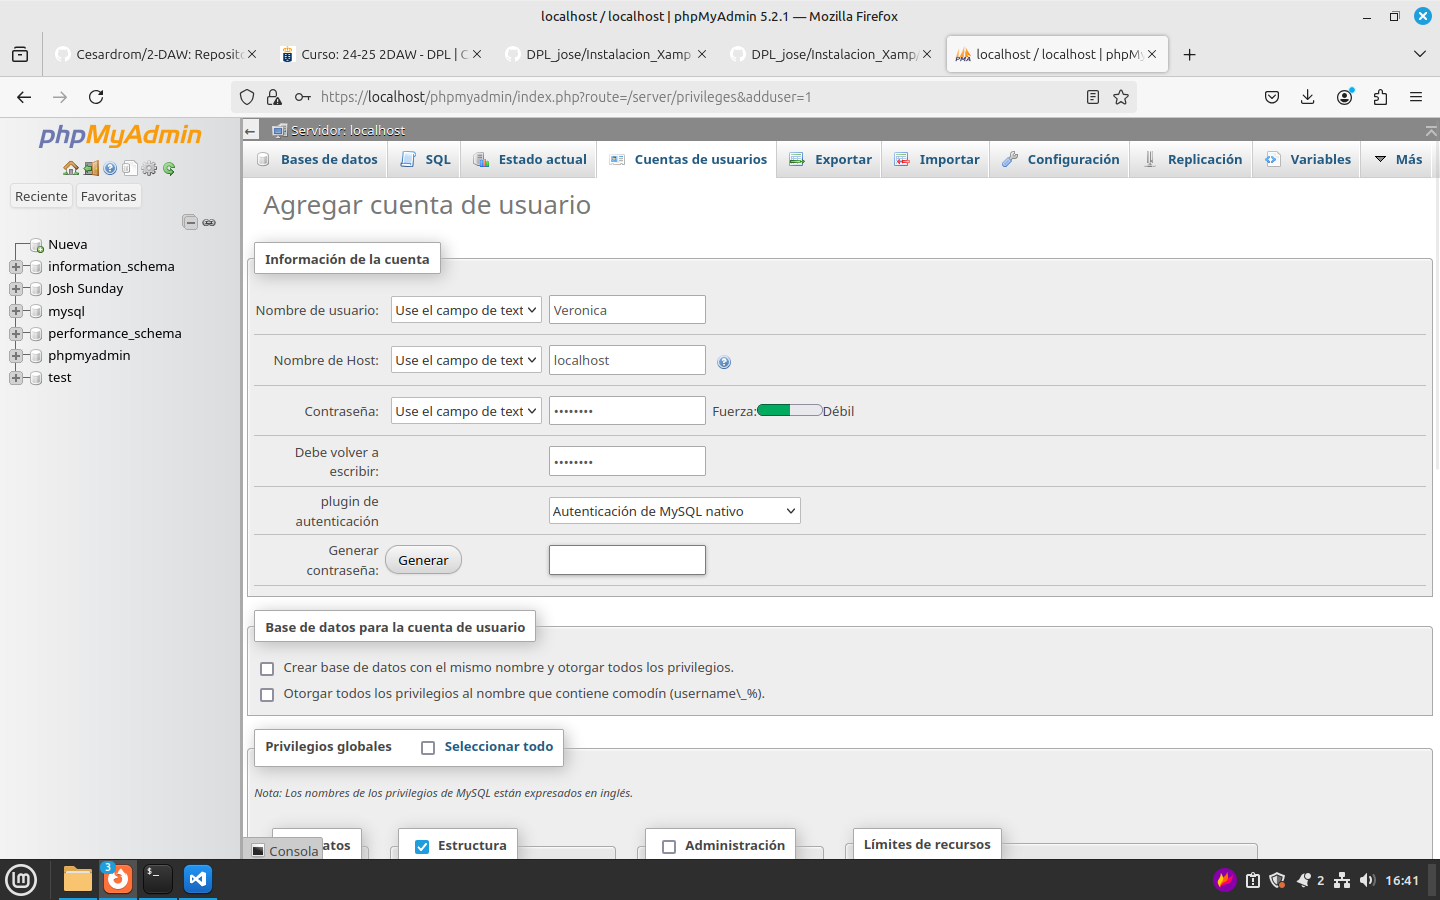 localhost / localhost | phpMyAdmin 5.2.1 — Mozilla Firefox
Cesardrom/2-DAW: Reposito
Curso: 24-25 2DAW - DPL | C
DPL_jose/Instalacion_Xamp
DPL_jose/Instalacion_Xamp/
localhost / localhost | phpMy
https://localhost/phpmyadmin/index.php?route=/server/privileges&adduser=1
phpMyAdmin
Reciente
Favoritas
Nueva
information_schema
Josh Sunday
mysql
performance_schema
phpmyadmin
test
Servidor: localhost
Bases de datos
SQL
Estado actual
Cuentas de usuarios
Exportar
Importar
Configuración
Replicación
Variables
Más
Agregar cuenta de usuario
Información de la cuenta
Nombre de usuario: Use el campo de text Veronica
Nombre de Host: Use el campo de text localhost
Contraseña: Use el campo de text •••••••• Fuerza: Débil
Debe volver a
escribir: ••••••••
plugin de
autenticación Autenticación de MySQL nativo
Generar
contraseña: Generar
Base de datos para la cuenta de usuario
Crear base de datos con el mismo nombre y otorgar todos los privilegios.
Otorgar todos los privilegios al nombre que contiene comodín (username\_%).
Privilegios globales Seleccionar todo
Nota: Los nombres de los privilegios de MySQL están expresados en inglés.
atos
Estructura
Administración
Límites de recursos
Consola
3
2
16:41